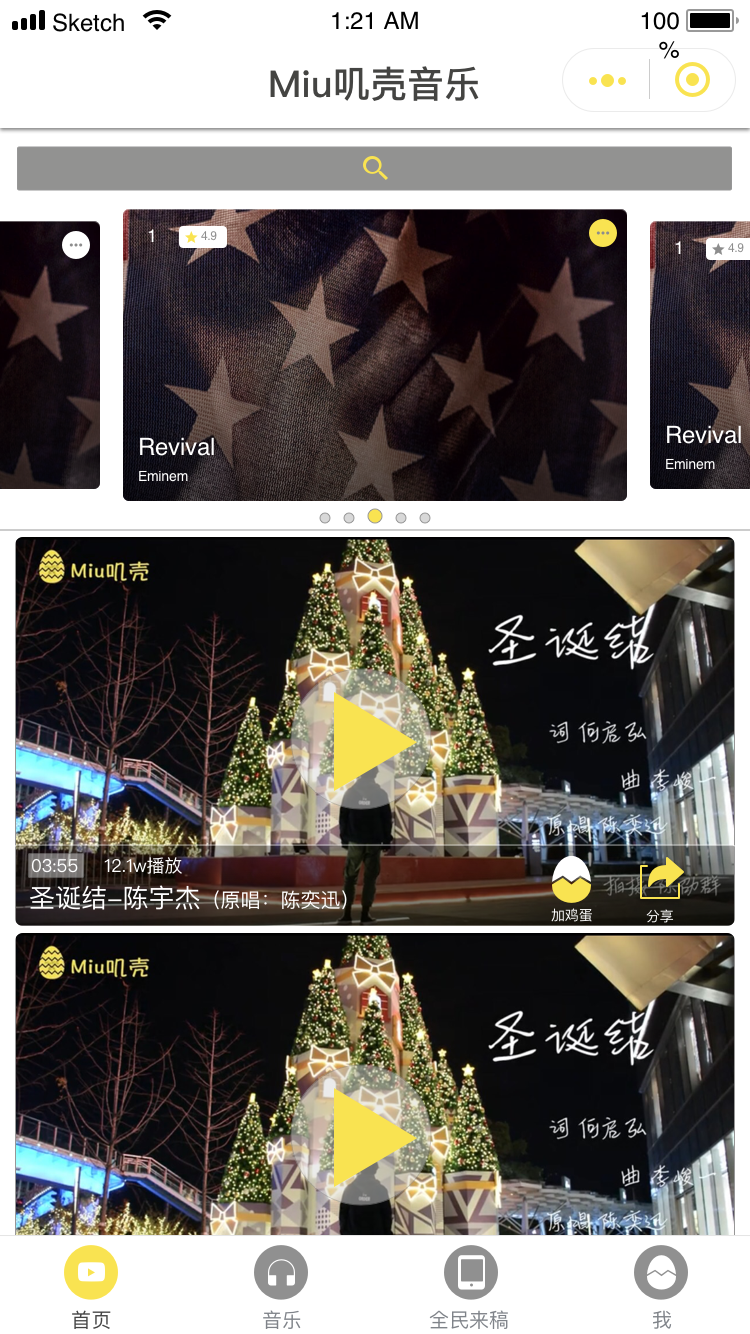 Sketch 1:21 AM 100%
Miu叽壳音乐
1 4.9
1 4.9
Revival
Eminem
Revival
Eminem
Miu叽壳
圣诞结
词 何启弘
曲 李峻一
原唱 陈奕迅
03:55 12.1w播放
圣诞结–陈宇杰（原唱：陈奕迅）
加鸡蛋
分享
Miu叽壳
圣诞结
词 何启弘
曲 李峻一
原唱 陈奕迅
首页 音乐 全民来稿 我